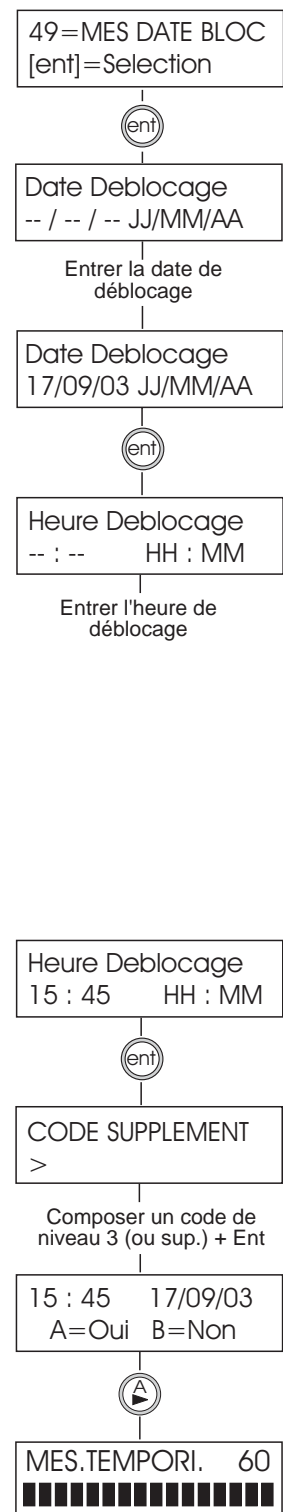 49=MES DATE BLOC
[ent]=Selection
ent
Date Deblocage
-- / -- / -- JJ/MM/AA
Entrer la date de
déblocage
Date Deblocage
17/09/03 JJ/MM/AA
ent
Heure Deblocage
-- : -- HH : MM
Entrer l'heure de
déblocage
Heure Deblocage
15 : 45 HH : MM
ent
CODE SUPPLEMENT
>
Composer un code de
niveau 3 (ou sup.) + Ent
15 : 45 17/09/03
A=Oui B=Non
A
MES.TEMPORI. 60